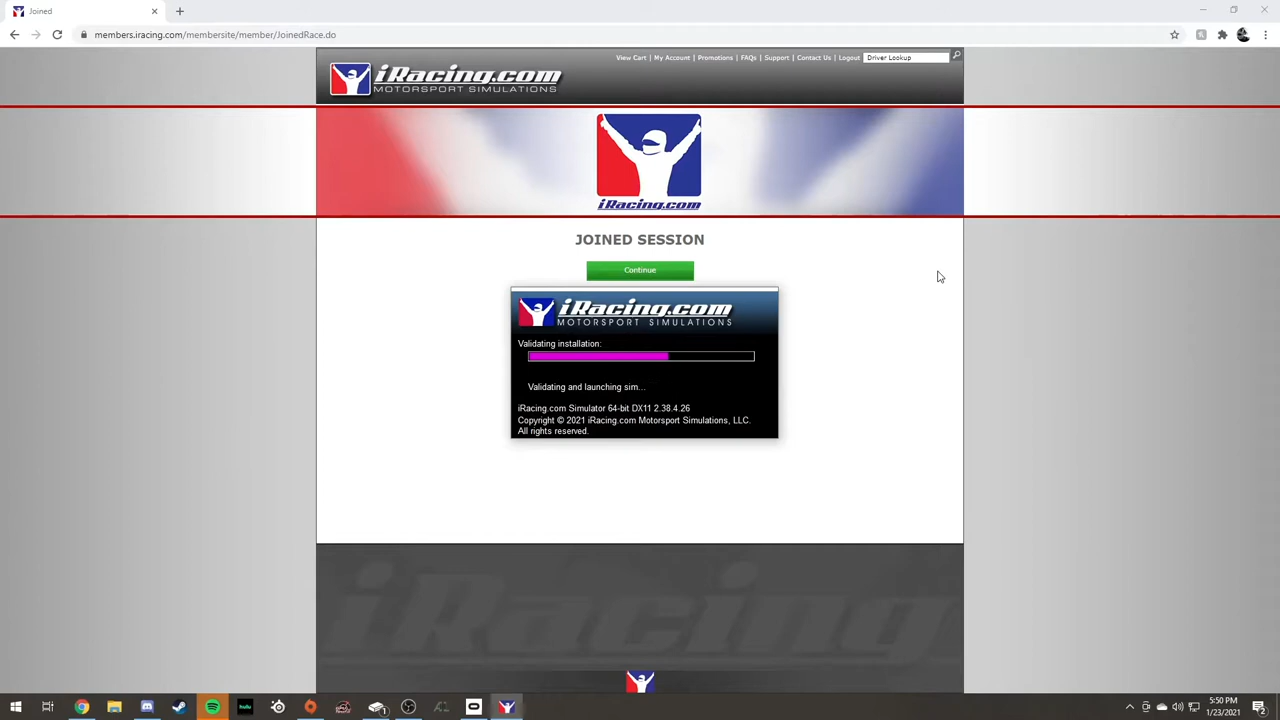 Joined
members.iracing.com/membersite/member/JoinedRace.do
View Cart | My Account | Promotions | FAQs | Support | Contact Us | Logout
Driver Lookup
iRacing.com
MOTORSPORT SIMULATIONS
iRacing.com
JOINED SESSION
Continue
iRacing.com
MOTORSPORT SIMULATIONS
Validating installation:
Validating and launching sim...
iRacing.com Simulator 64-bit DX11 2.38.4.26
Copyright © 2021 iRacing.com Motorsport Simulations, LLC.
All rights reserved.
iRacing
hulu
5:50 PM
1/23/2021
2